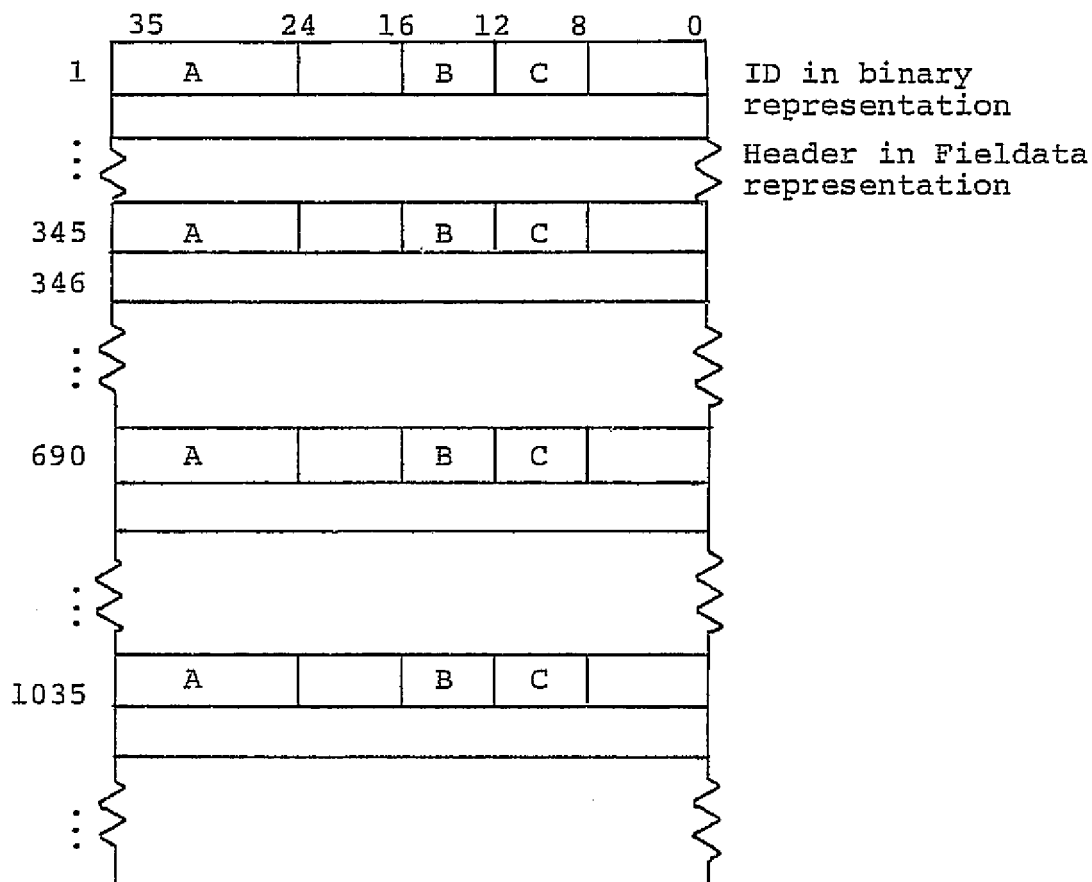 35 24 16 12 8 0
1 A B C ID in binary
representation
⋮ Header in Fieldata
representation
345 A B C
346
⋮
690 A B C
⋮
1035 A B C
⋮